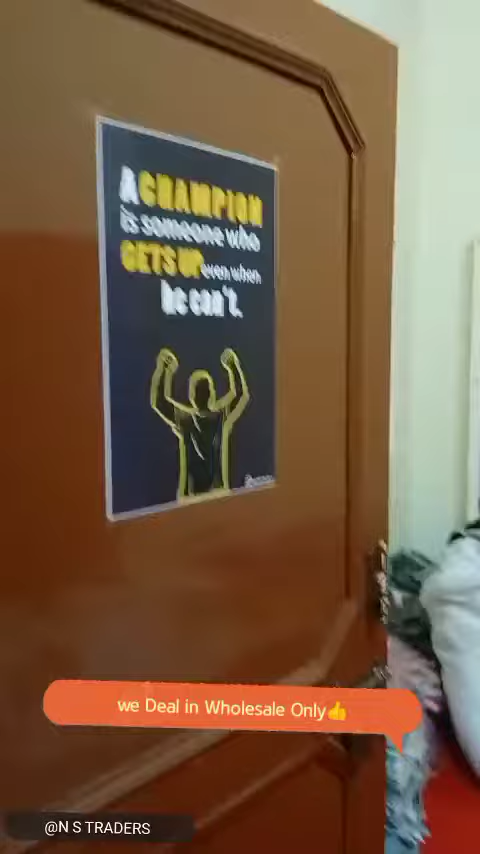 A CHAMPION
is someone who
GETS UP even when
he can't.
we Deal in Wholesale Only👍
@N S TRADERS